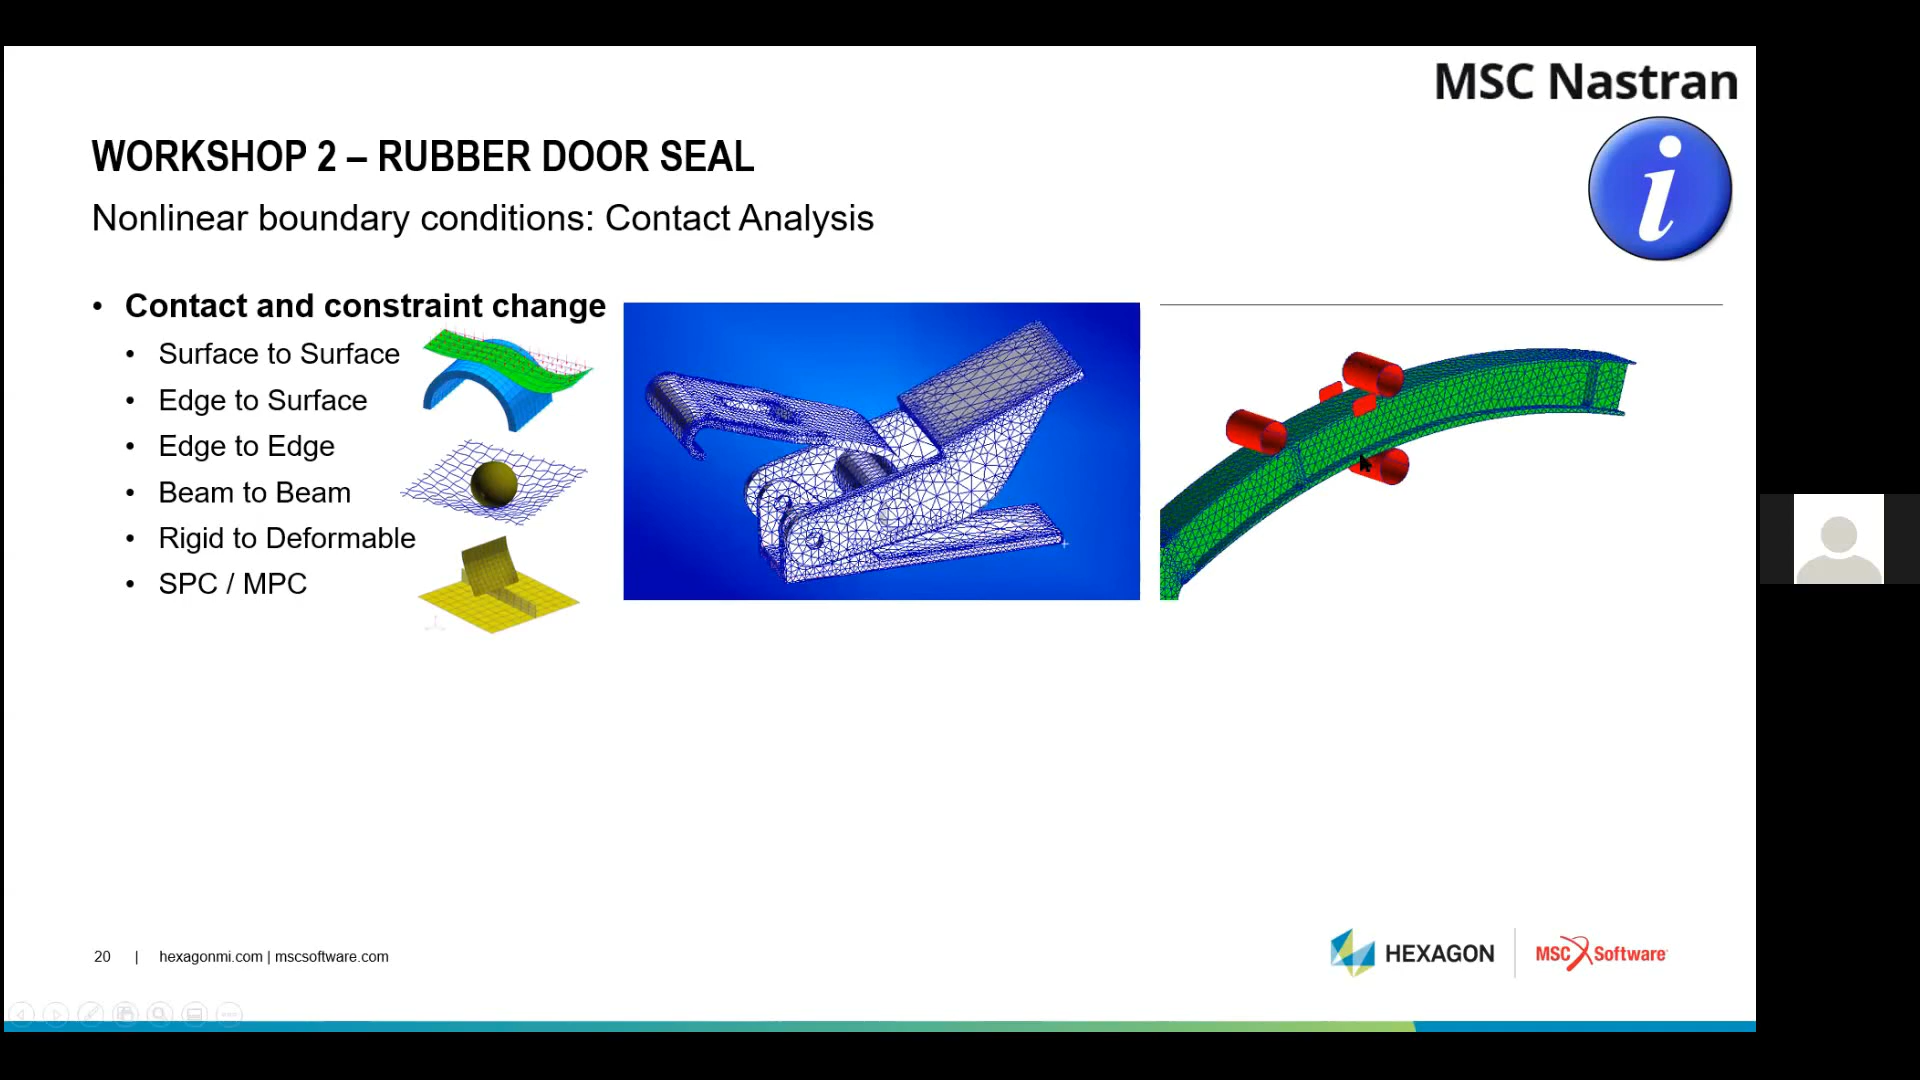 MSC Nastran
WORKSHOP 2 – RUBBER DOOR SEAL
Nonlinear boundary conditions: Contact Analysis
• Contact and constraint change
• Surface to Surface
• Edge to Surface
• Edge to Edge
• Beam to Beam
• Rigid to Deformable
• SPC / MPC
i
20 | hexagonmi.com | mscsoftware.com
HEXAGON
MSC Software